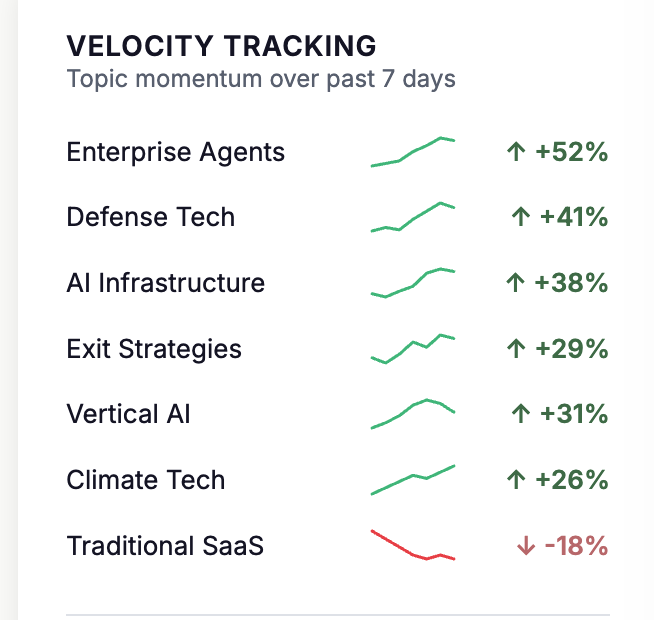 VELOCITY TRACKING
Topic momentum over past 7 days
Enterprise Agents ↑ +52%
Defense Tech ↑ +41%
AI Infrastructure ↑ +38%
Exit Strategies ↑ +29%
Vertical AI ↑ +31%
Climate Tech ↑ +26%
Traditional SaaS ↓ -18%